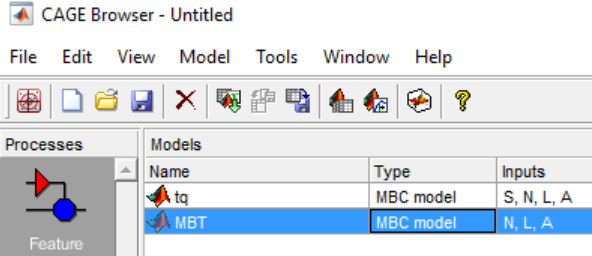 CAGE Browser - Untitled
File Edit View Model Tools Window Help
Processes
Models
Name Type Inputs
tq MBC model S, N, L, A
MBT MBC model N, L, A
Feature